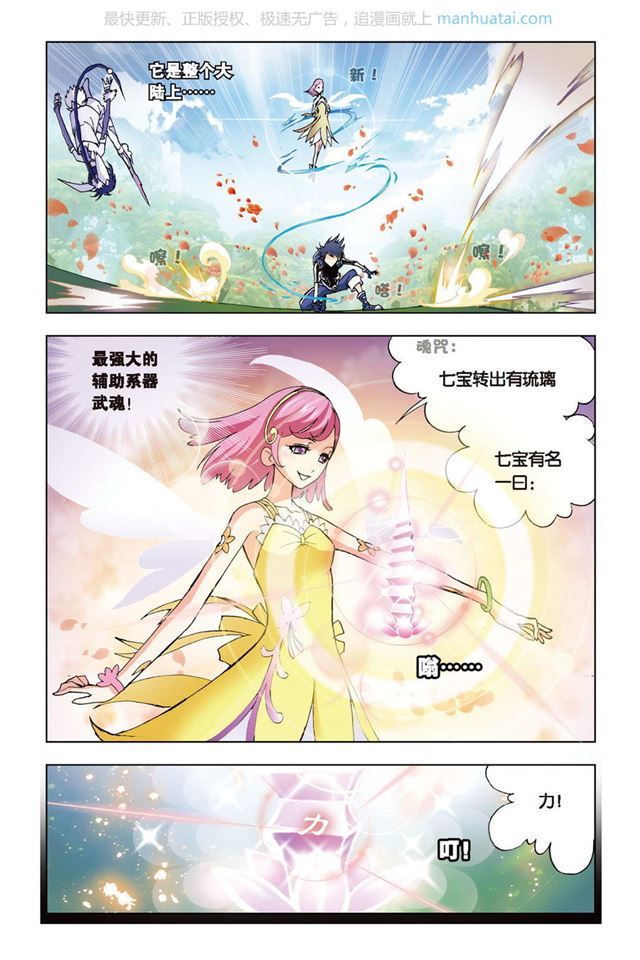 最快更新、正版授权、极速无广告，追漫画就上 manhuatai.com
它是整个大
陆上……
新！
嚓！
嚓！
嗒！
最强大的
辅助系器
武魂！
魂咒：
七宝转出有琉璃
七宝有名
一曰：
嗡……
力！
力
叮！